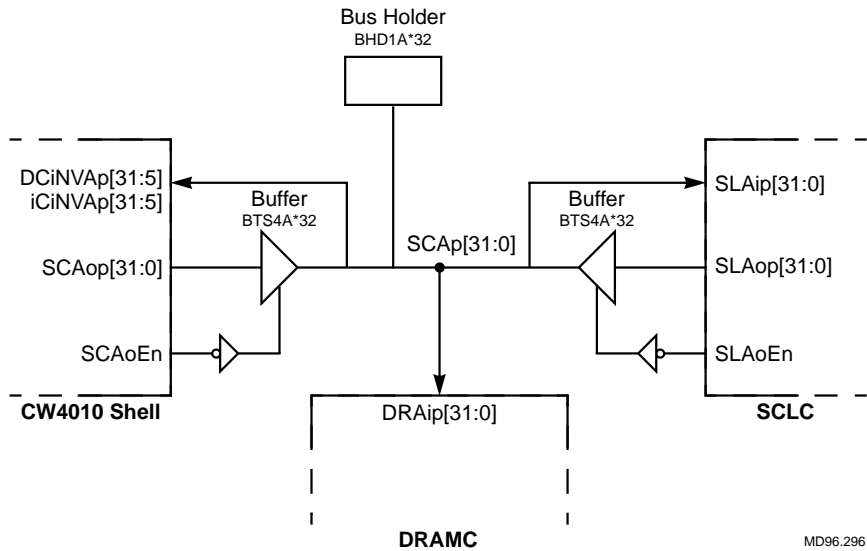 Bus Holder
BHD1A*32
DCiNVAp[31:5]
iCiNVAp[31:5]
Buffer
BTS4A*32
SCAp[31:0]
Buffer
BTS4A*32
SLAip[31:0]
SCAop[31:0]
SLAop[31:0]
SCAoEn
SLAoEn
CW4010 Shell
DRAip[31:0]
SCLC
DRAMC
MD96.296